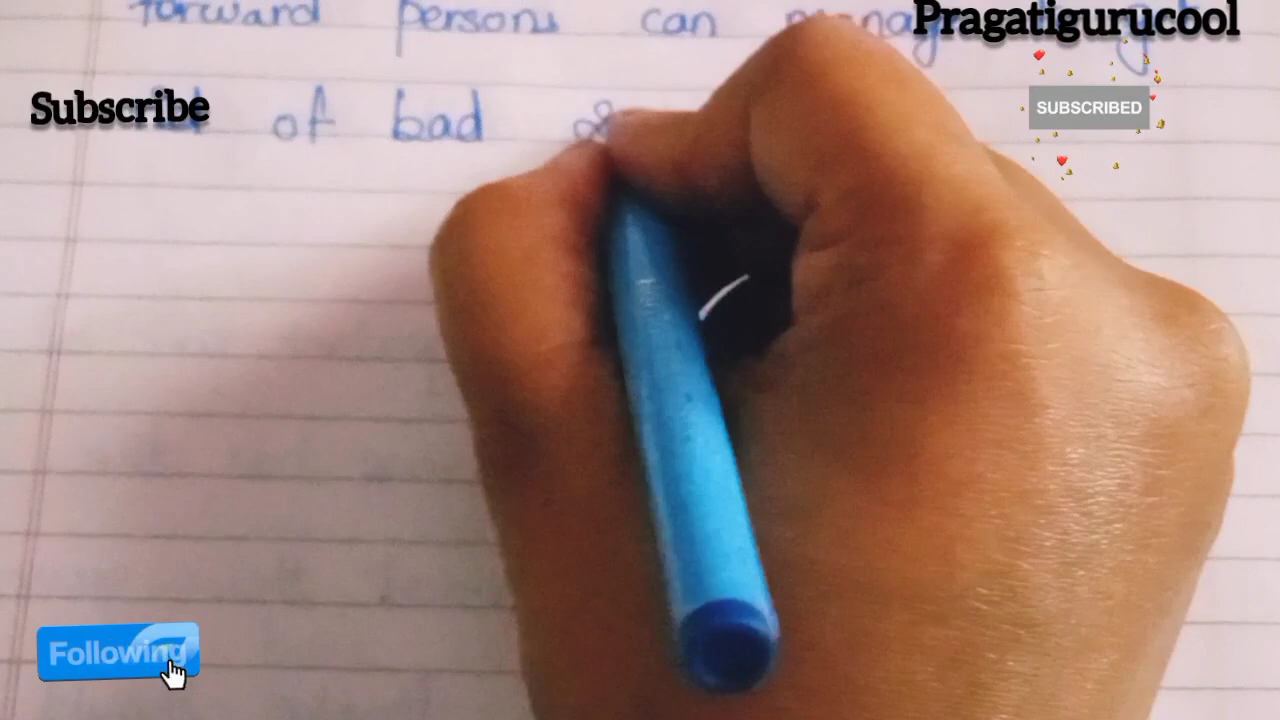 forward persons can
Pragatigurucool
Subscribe
of bad
SUBSCRIBED
Following